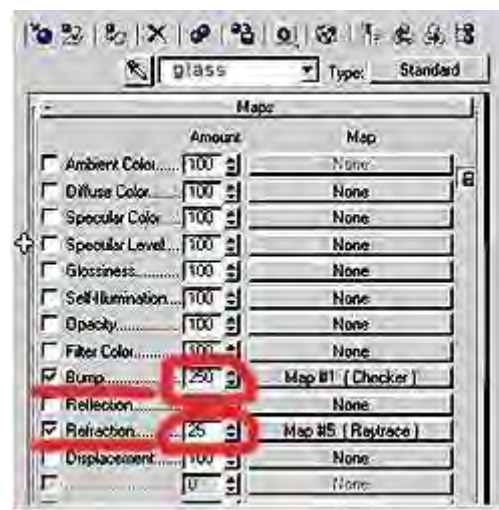 glass Type: Standard
- Maps
Amount Map
Ambient Color...... 100 None
Diffuse Color...... 100 None
Specular Color ..... 100 None
Specular Level... 100 None
Glossiness.......... 100 None
Self-Illumination.... 100 None
Opacity............. 100 None
Filter Color.......... 100 None
Bump................ 250 Map #1 ( Checker )
Reflection........... None
Refraction.......... 25 Map #5 ( Raytrace )
Displacement...... 100 None
........................ 0 None